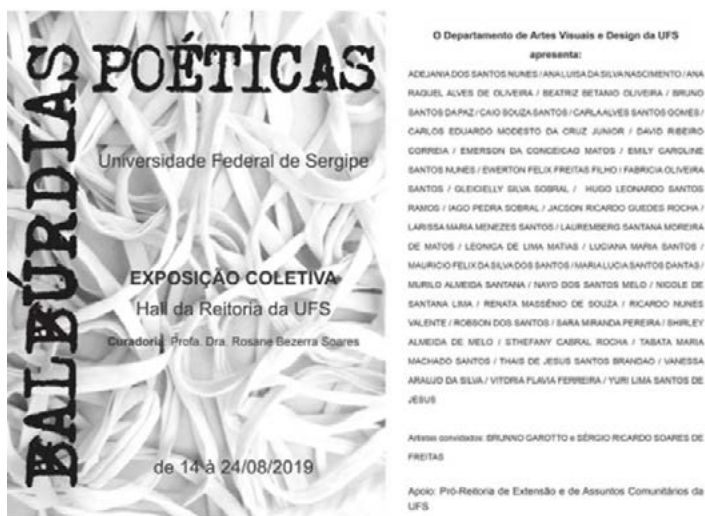 BALBÚRDIAS
POÉTICAS
Universidade Federal de Sergipe
EXPOSIÇÃO COLETIVA
Hall da Reitoria da UFS
Curadoria: Profa. Dra. Rosane Bezerra Soares
de 14 à 24/08/2019
O Departamento de Artes Visuais e Design da UFS
apresenta:
ADEJANIA DOS SANTOS NUNES / ANA LUISA DA SILVA NASCIMENTO / ANA
RAQUEL ALVES DE OLIVEIRA / BEATRIZ BETANIO OLIVEIRA / BRUNO
SANTOS DA PAZ / CAIO SOUZA SANTOS / CARLA ALVES SANTOS GOMES /
CARLOS EDUARDO MODESTO DA CRUZ JUNIOR / DAVID RIBEIRO
CORREIA / EMERSON DA CONCEICAO MATOS / EMILY CAROLINE
SANTOS NUNES / EWERTON FELIX FREITAS FILHO / FABRICIA OLIVEIRA
SANTOS / GLEICIELLY SILVA SOBRAL / HUGO LEONARDO SANTOS
RAMOS / IAGO PEDRA SOBRAL / JACSON RICARDO GUEDES ROCHA /
LARISSA MARIA MENEZES SANTOS / LAUREMBERG SANTANA MOREIRA
DE MATOS / LEONICA DE LIMA MATIAS / LUCIANA MARIA SANTOS /
MAURICIO FELIX DA SILVA DOS SANTOS / MARIA LUCIA SANTOS DANTAS /
MURILO ALMEIDA SANTANA / NAYO DOS SANTOS MELO / NICOLE DE
SANTANA LIMA / RENATA MASSÊNIO DE SOUZA / RICARDO NUNES
VALENTE / ROBSON DOS SANTOS / SARA MIRANDA PEREIRA / SHIRLEY
ALMEIDA DE MELO / STHEFANY CABRAL ROCHA / TABATA MARIA
MACHADO SANTOS / THAIS DE JESUS SANTOS BRANDAO / VANESSA
ARAUJO DA SILVA / VITORIA FLAVIA FERREIRA / YURI LIMA SANTOS DE
JESUS
Artistas convidados: BRUNNO GAROTTO e SÉRGIO RICARDO SOARES DE
FREITAS
Apoio: Pró-Reitoria de Extensão e de Assuntos Comunitários da
UFS